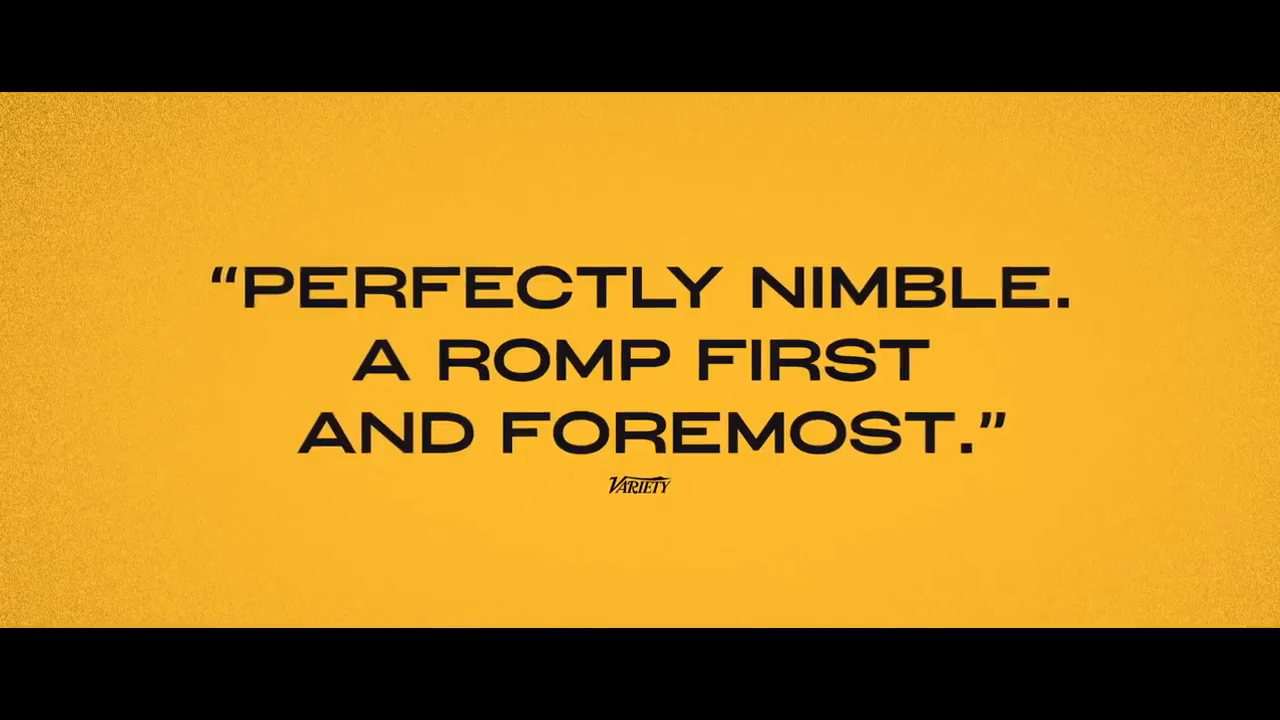 “PERFECTLY NIMBLE.
A ROMP FIRST
AND FOREMOST.”
VARIETY